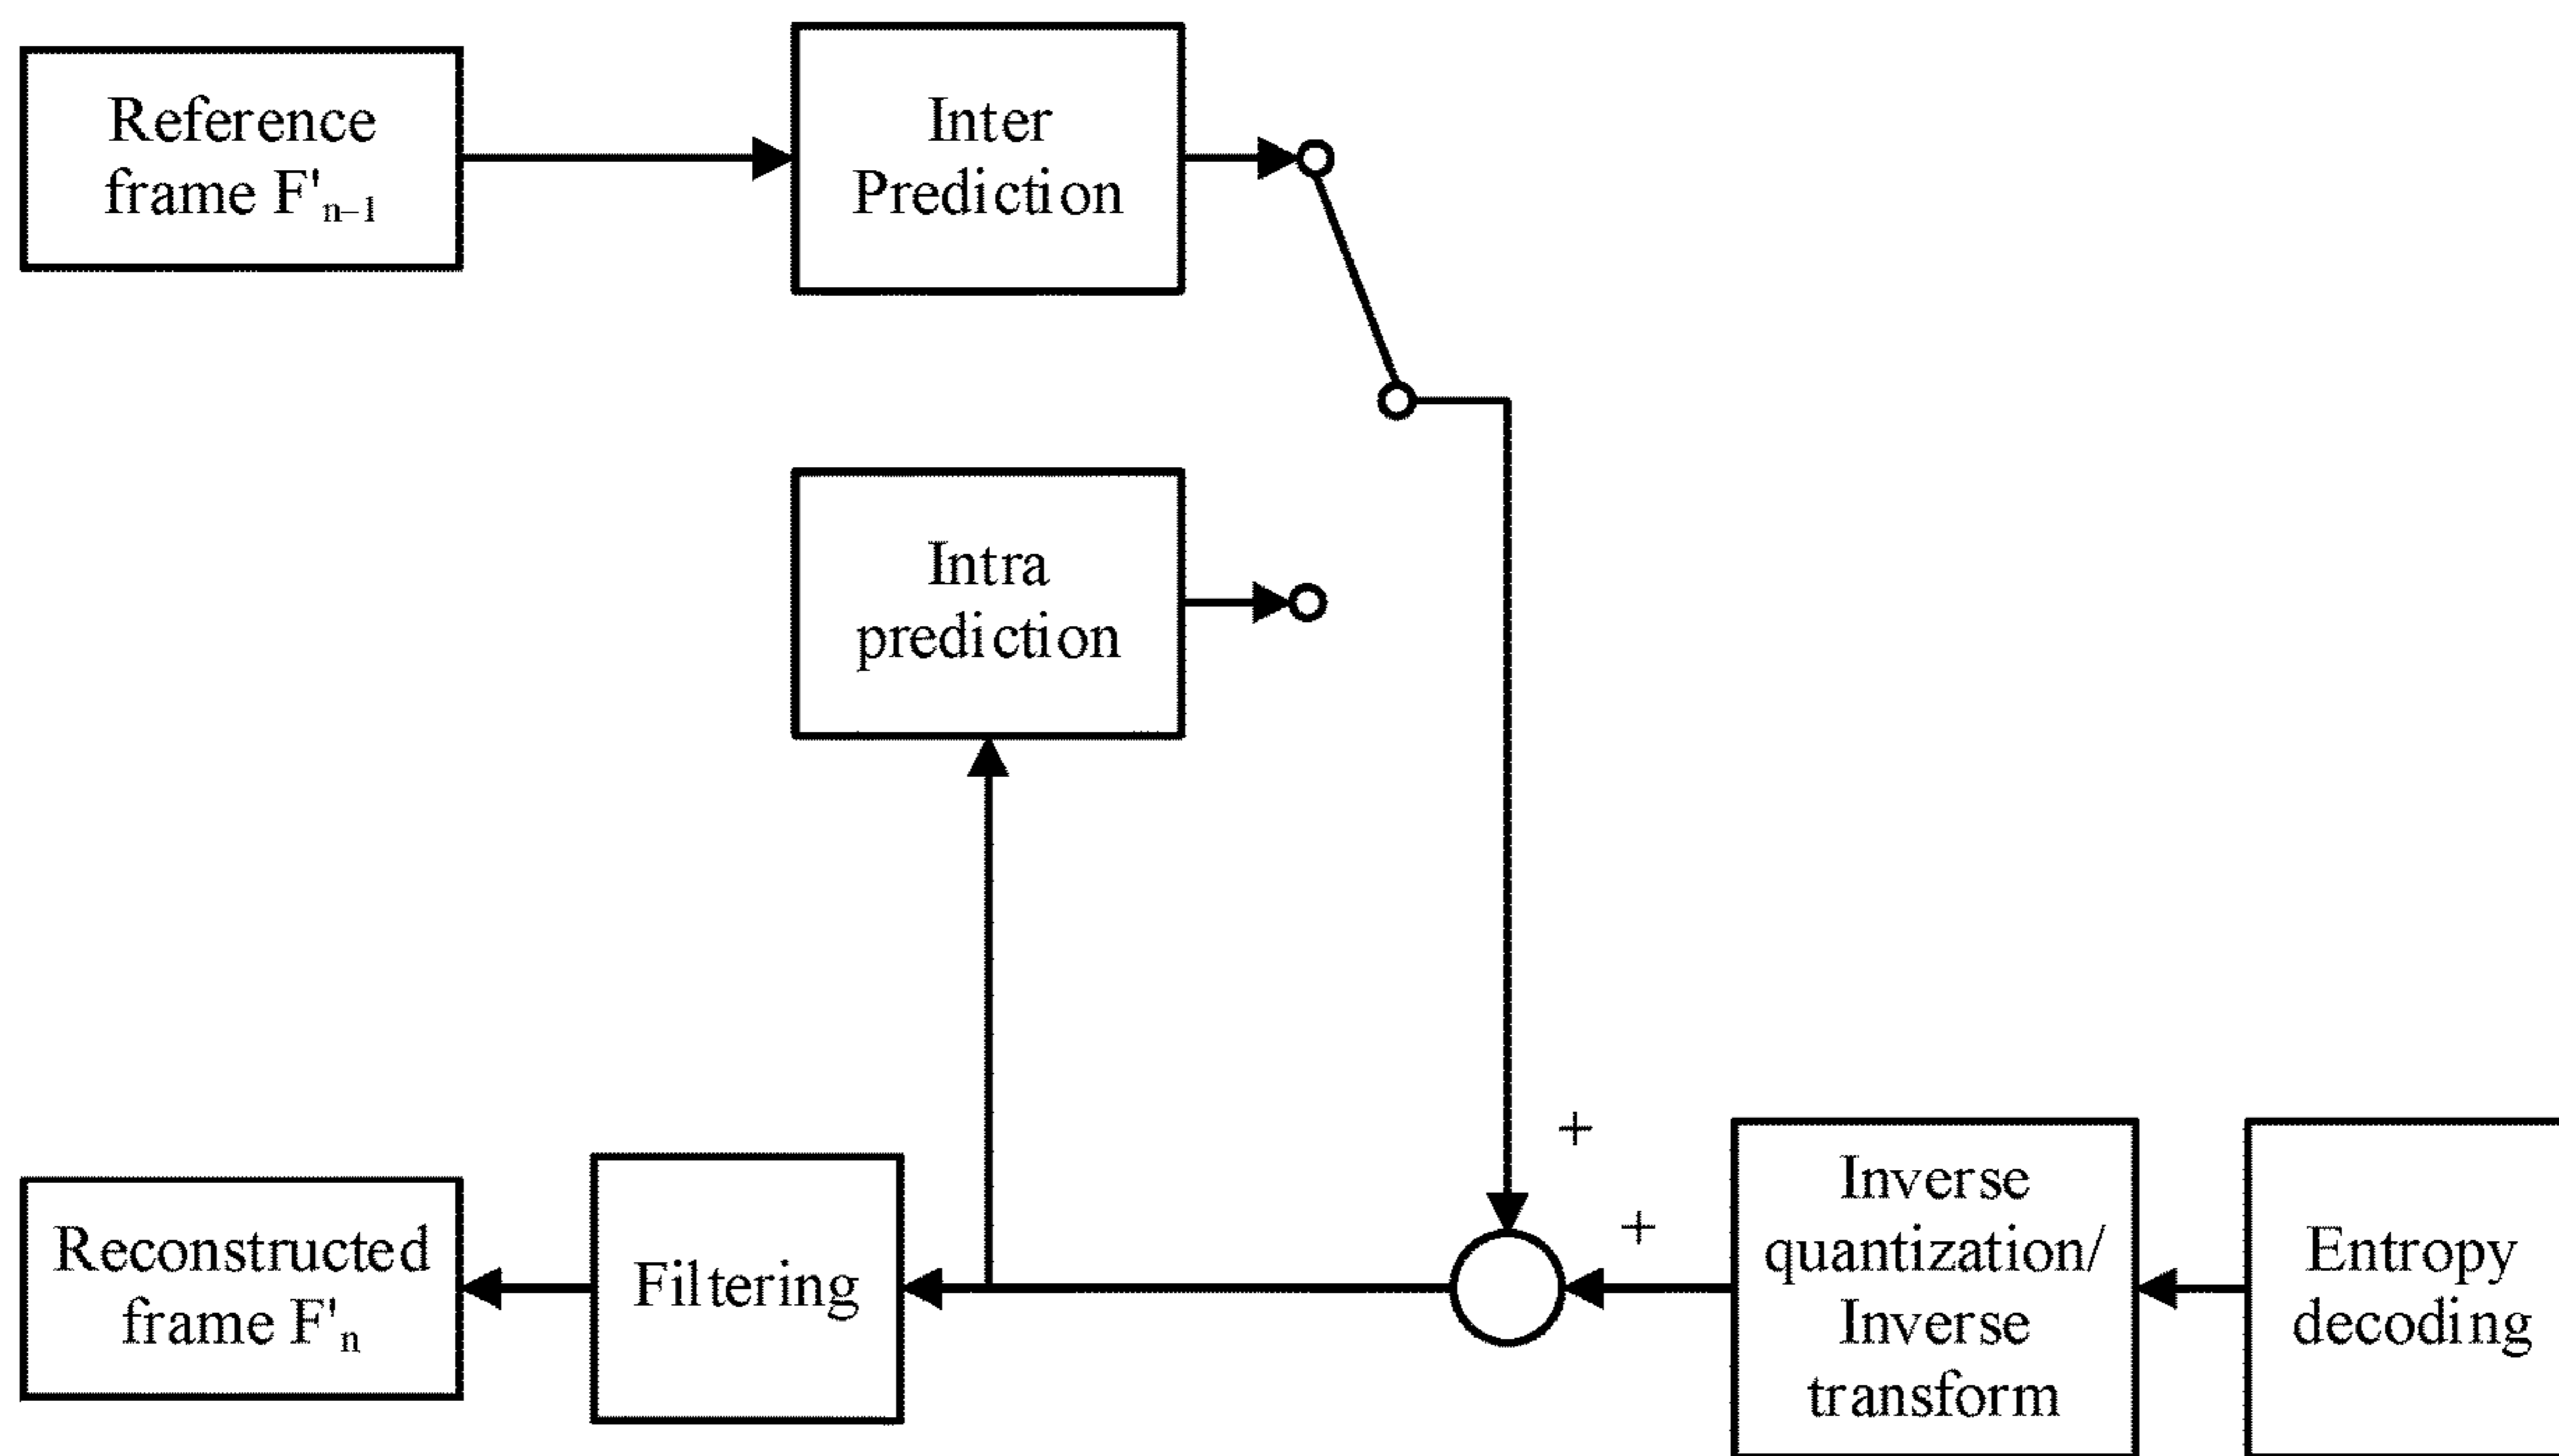 Reference
frame F'n–1
Inter
Prediction
Intra
prediction
+
+
Reconstructed
frame F'n
Filtering
Inverse
quantization/
Inverse
transform
Entropy
decoding